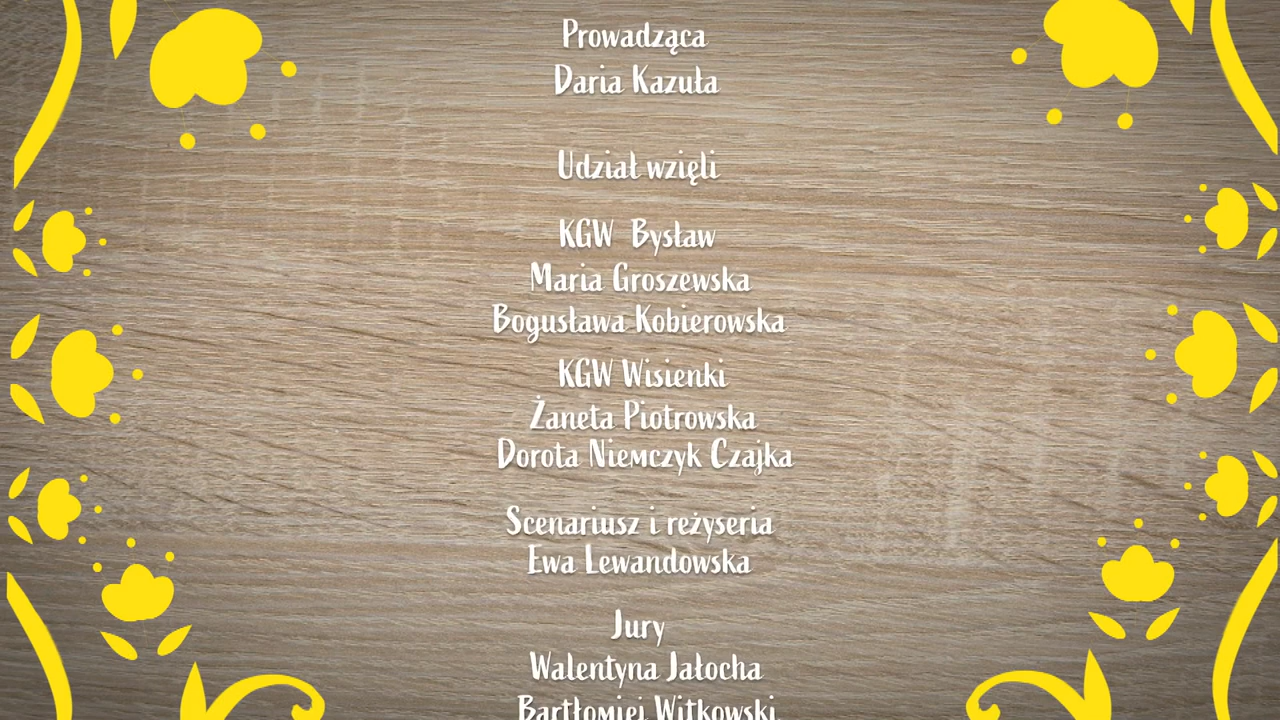 Prowadząca
Daria Kazuła
Udział wzięli
KGW Bysław
Maria Groszewska
Bogusława Kobierowska
KGW Wisienki
Żaneta Piotrowska
Dorota Niemczyk Czajka
Scenariusz i reżyseria
Ewa Lewandowska
Jury
Walentyna Jałocha
Bartłomiej Witkowski